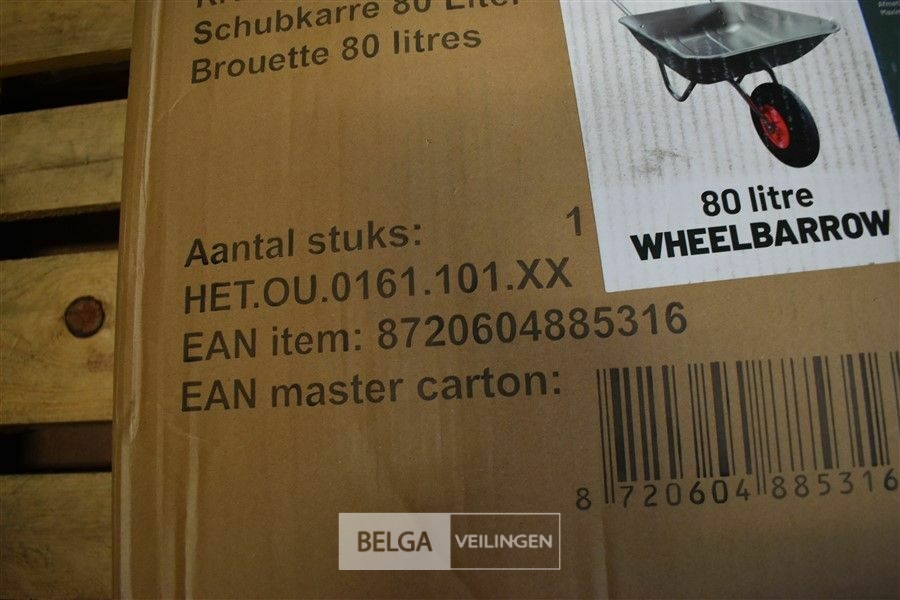 Schubkarre 80 Liter
Brouette 80 litres
80 litre
WHEELBARROW
Aantal stuks: 1
HET.OU.0161.101.XX
EAN item: 8720604885316
EAN master carton:
8 720604 885316
BELGA VEILINGEN